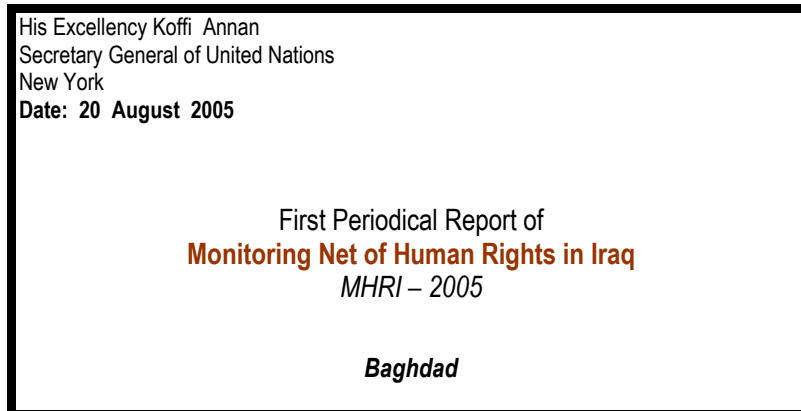 His Excellency Koffi Annan
Secretary General of United Nations
New York
Date: 20 August 2005
First Periodical Report of
Monitoring Net of Human Rights in Iraq
MHRI – 2005
Baghdad